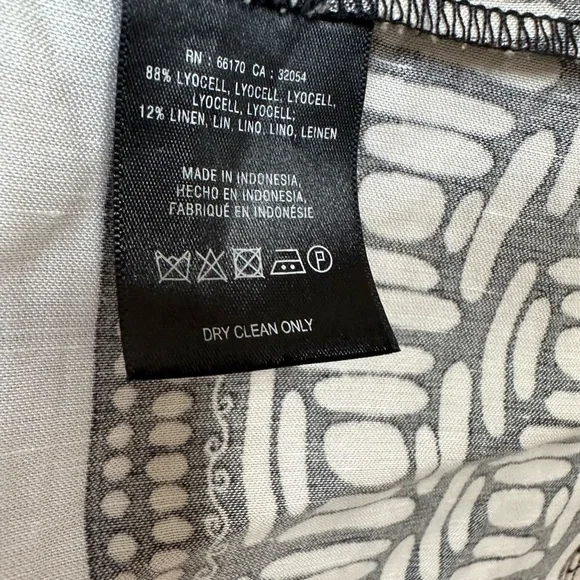 RN : 66170 CA : 32054
88% LYOCELL, LYOCELL, LYOCELL,
LYOCELL, LYOCELL;
12% LINEN, LIN, LINO, LINO, LEINEN
MADE IN INDONESIA,
HECHO EN INDONESIA,
FABRIQUÉ EN INDONÉSIE
P
DRY CLEAN ONLY